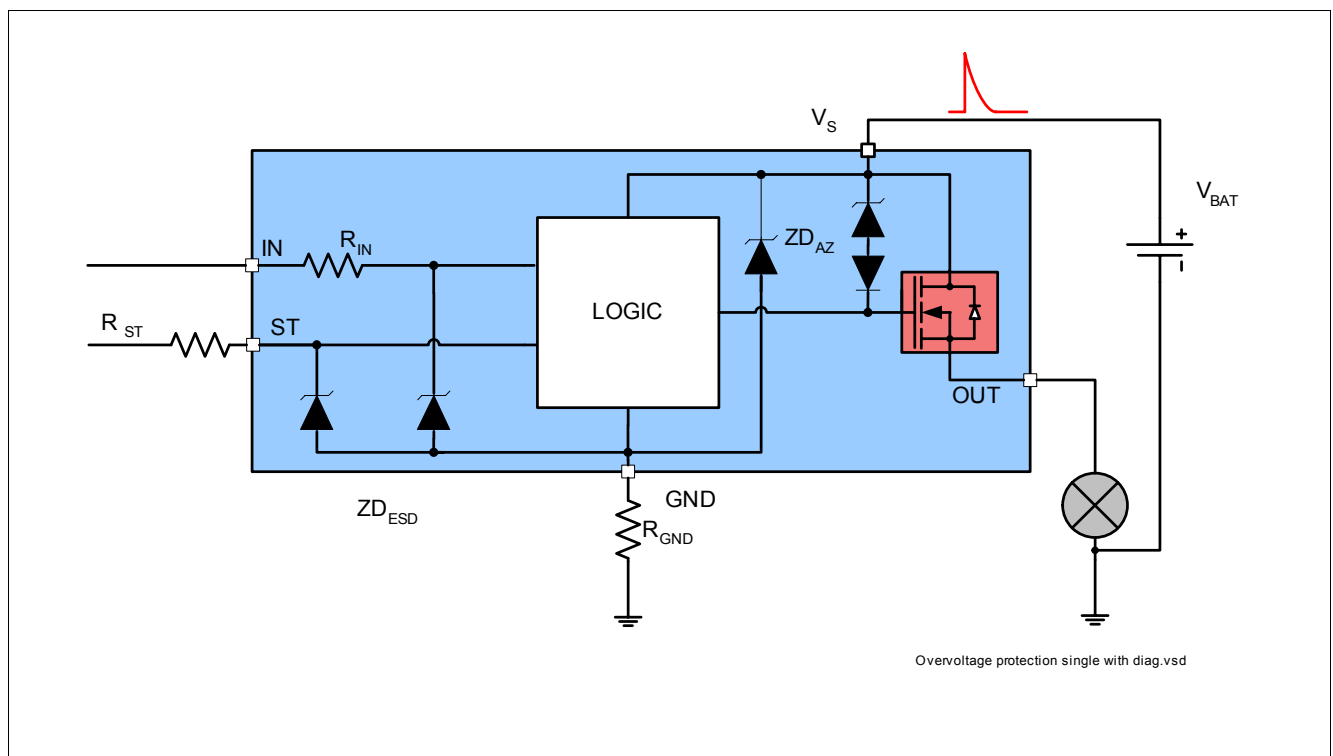 V_S
V_BAT
IN
R_IN
ZD_AZ
LOGIC
R_ST
ST
OUT
ZD_ESD
GND
R_GND
+
-
Overvoltage protection single with diag.vsd